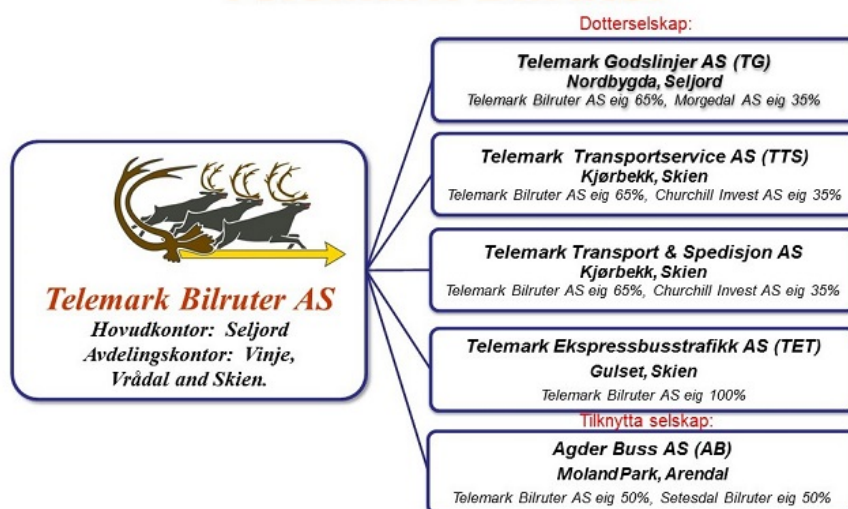 Dotterselskap:
Telemark Godslinjer AS (TG)
Nordbygda, Seljord
Telemark Bilruter AS eig 65%, Morgedal AS eig 35%
Telemark Transportservice AS (TTS)
Kjørbekk, Skien
Telemark Bilruter AS eig 65%, Churchill Invest AS eig 35%
Telemark Transport & Spedisjon AS
Kjørbekk, Skien
Telemark Bilruter AS eig 65%, Churchill Invest AS eig 35%
Telemark Bilruter AS
Hovudkontor: Seljord
Avdelingskontor: Vinje,
Vrådal and Skien.
Telemark Ekspressbusstrafikk AS (TET)
Gulset, Skien
Telemark Bilruter AS eig 100%
Tilknytta selskap:
Agder Buss AS (AB)
Moland Park, Arendal
Telemark Bilruter AS eig 50%, Setesdal Bilruter eig 50%